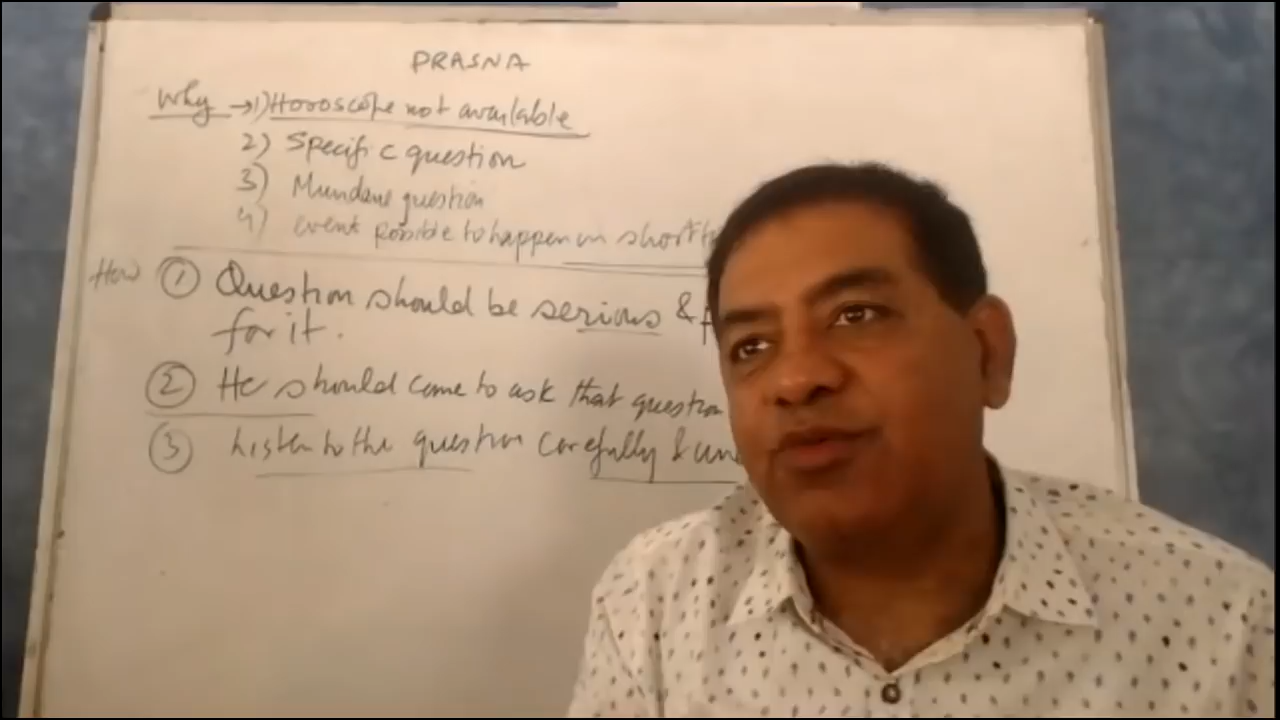 PRASNA
Why → 1) Horoscope not available
2) Specific question
3) Mundane question
4) event possible to happen in short
How ① Question should be serious &
for it.
② He should come to ask that question
③ Listen to the question carefully &